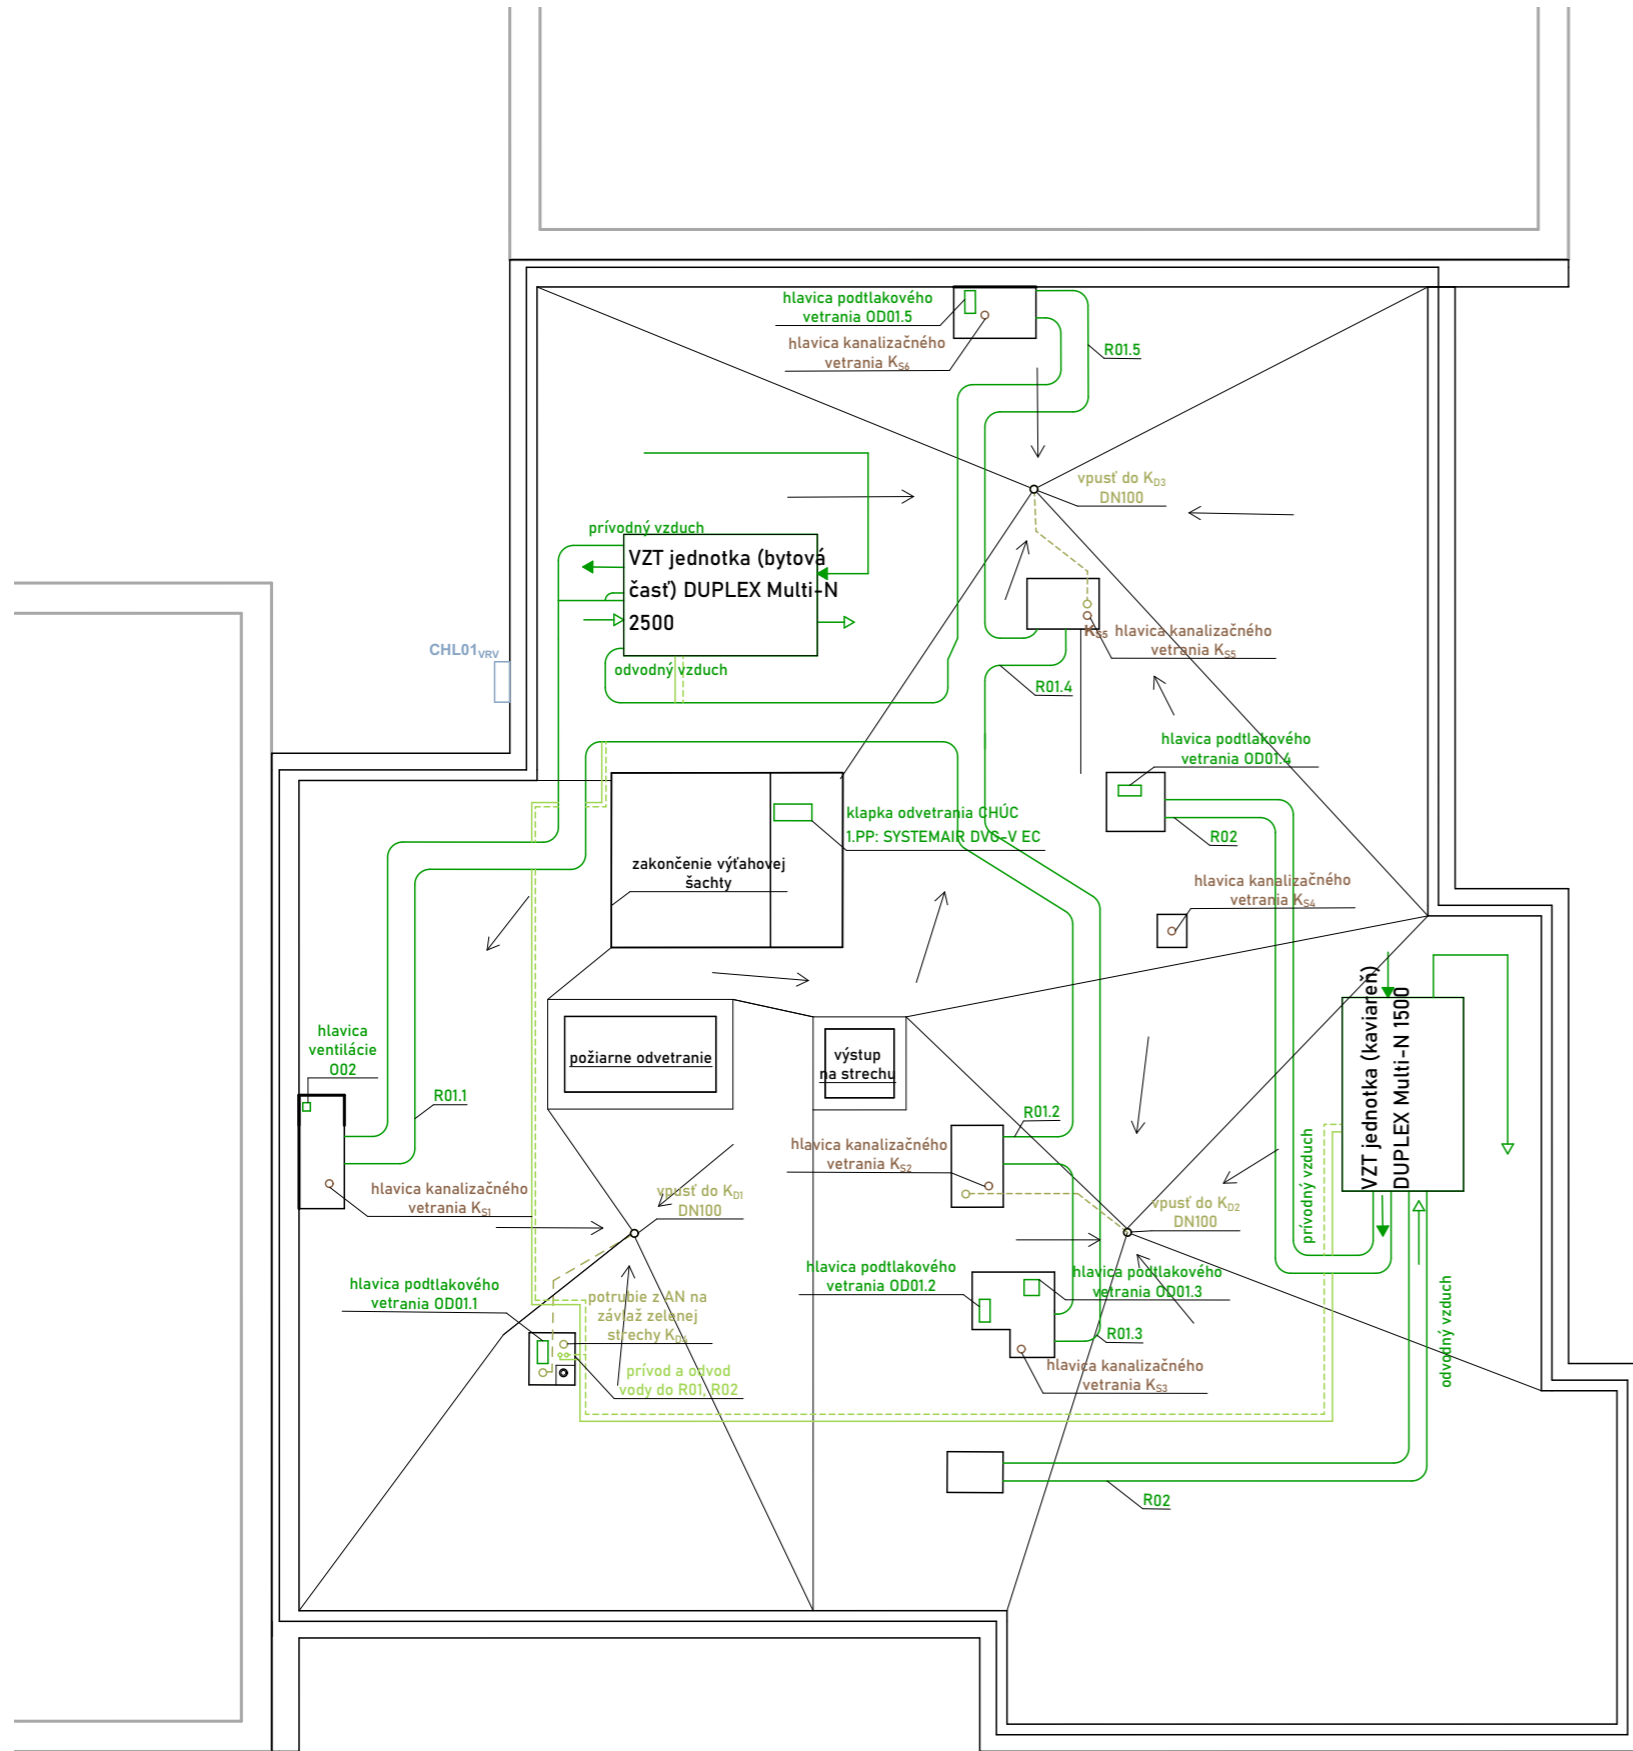 hlavica podtlakového
vetrania OD01.5
hlavica kanalizačného
vetrania KS6
R01.5
vpusť do KD3
DN100
prívodný vzduch
VZT jednotka (bytová
časť) DUPLEX Multi-N
2500
odvodný vzduch
CHL01VRV
KS5 hlavica kanalizačného
vetrania KS5
R01.4
hlavica podtlakového
vetrania OD01.4
R02
klapka odvetrania CHÚC
1.PP: SYSTEMAIR DVG-V EC
zakončenie výťahovej
šachty
hlavica kanalizačného
vetrania KS4
hlavica
ventilácie
O02
R01.1
požiarne odvetranie
výstup
na strechu
VZT jednotka (kaviareň)
DUPLEX Multi-N 1500
prívodný vzduch
odvodný vzduch
R01.2
hlavica kanalizačného
vetrania KS2
hlavica kanalizačného
vetrania KS1
vpusť do KD1
DN100
vpusť do KD2
DN100
hlavica podtlakového
vetrania OD01.1
potrubie z AN na
závlaž zelenej
strechy KD4
prívod a odvod
vody do R01, R02
hlavica podtlakového
vetrania OD01.2
hlavica podtlakového
vetrania OD01.3
R01.3
hlavica kanalizačného
vetrania KS3
R02